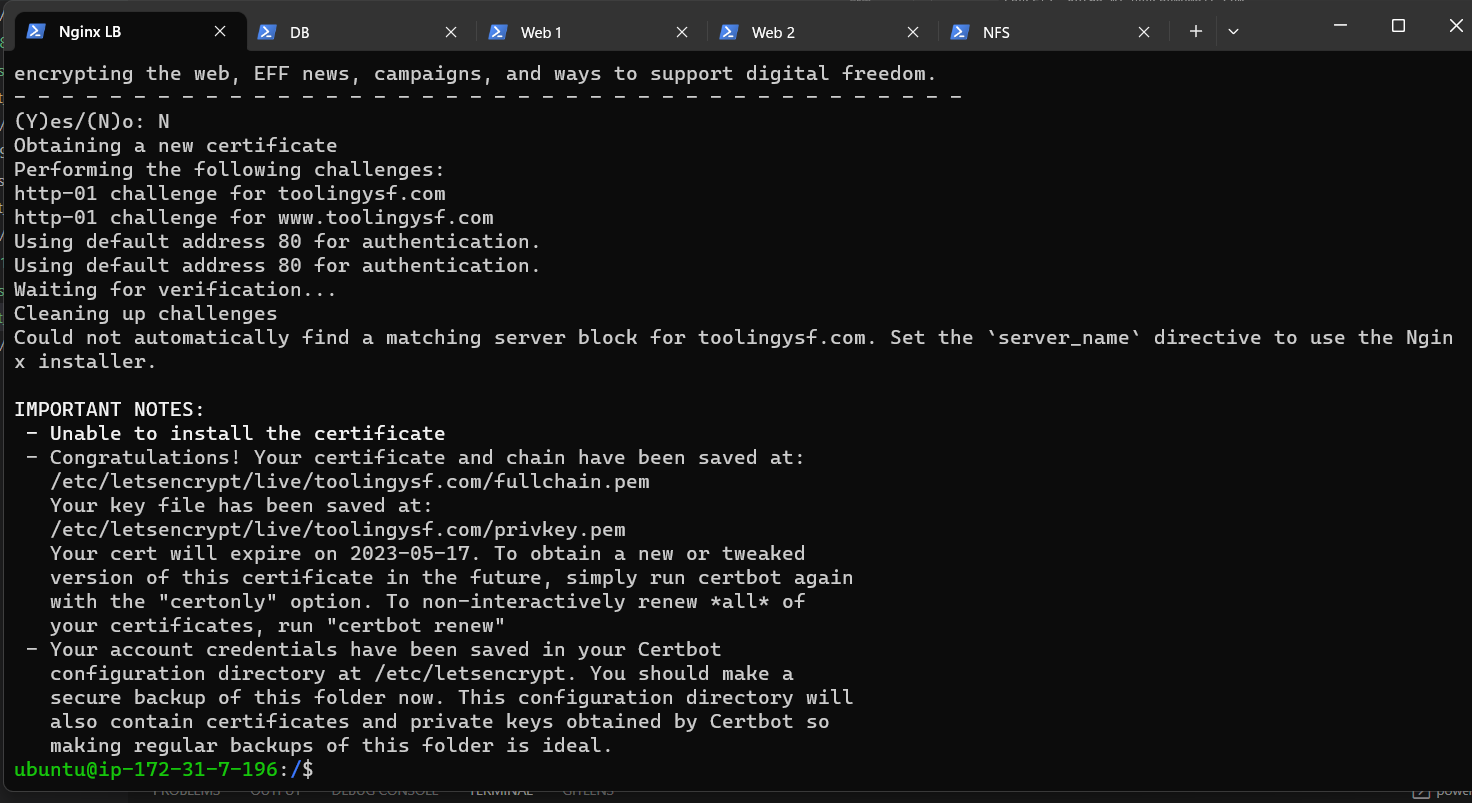 Nginx LB
DB
Web 1
Web 2
NFS
encrypting the web, EFF news, campaigns, and ways to support digital freedom.
- - - - - - - - - - - - - - - - - - - - - - - - - - - - - - - - - - - - - - - -
(Y)es/(N)o: N
Obtaining a new certificate
Performing the following challenges:
http-01 challenge for toolingysf.com
http-01 challenge for www.toolingysf.com
Using default address 80 for authentication.
Using default address 80 for authentication.
Waiting for verification...
Cleaning up challenges
Could not automatically find a matching server block for toolingysf.com. Set the `server_name` directive to use the Ngin
x installer.
IMPORTANT NOTES:
- Unable to install the certificate
- Congratulations! Your certificate and chain have been saved at:
/etc/letsencrypt/live/toolingysf.com/fullchain.pem
Your key file has been saved at:
/etc/letsencrypt/live/toolingysf.com/privkey.pem
Your cert will expire on 2023-05-17. To obtain a new or tweaked
version of this certificate in the future, simply run certbot again
with the "certonly" option. To non-interactively renew *all* of
your certificates, run "certbot renew"
- Your account credentials have been saved in your Certbot
configuration directory at /etc/letsencrypt. You should make a
secure backup of this folder now. This configuration directory will
also contain certificates and private keys obtained by Certbot so
making regular backups of this folder is ideal.
ubuntu@ip-172-31-7-196:/$
PROBLEMS OUTPUT DEBUG CONSOLE TERMINAL GITLENS